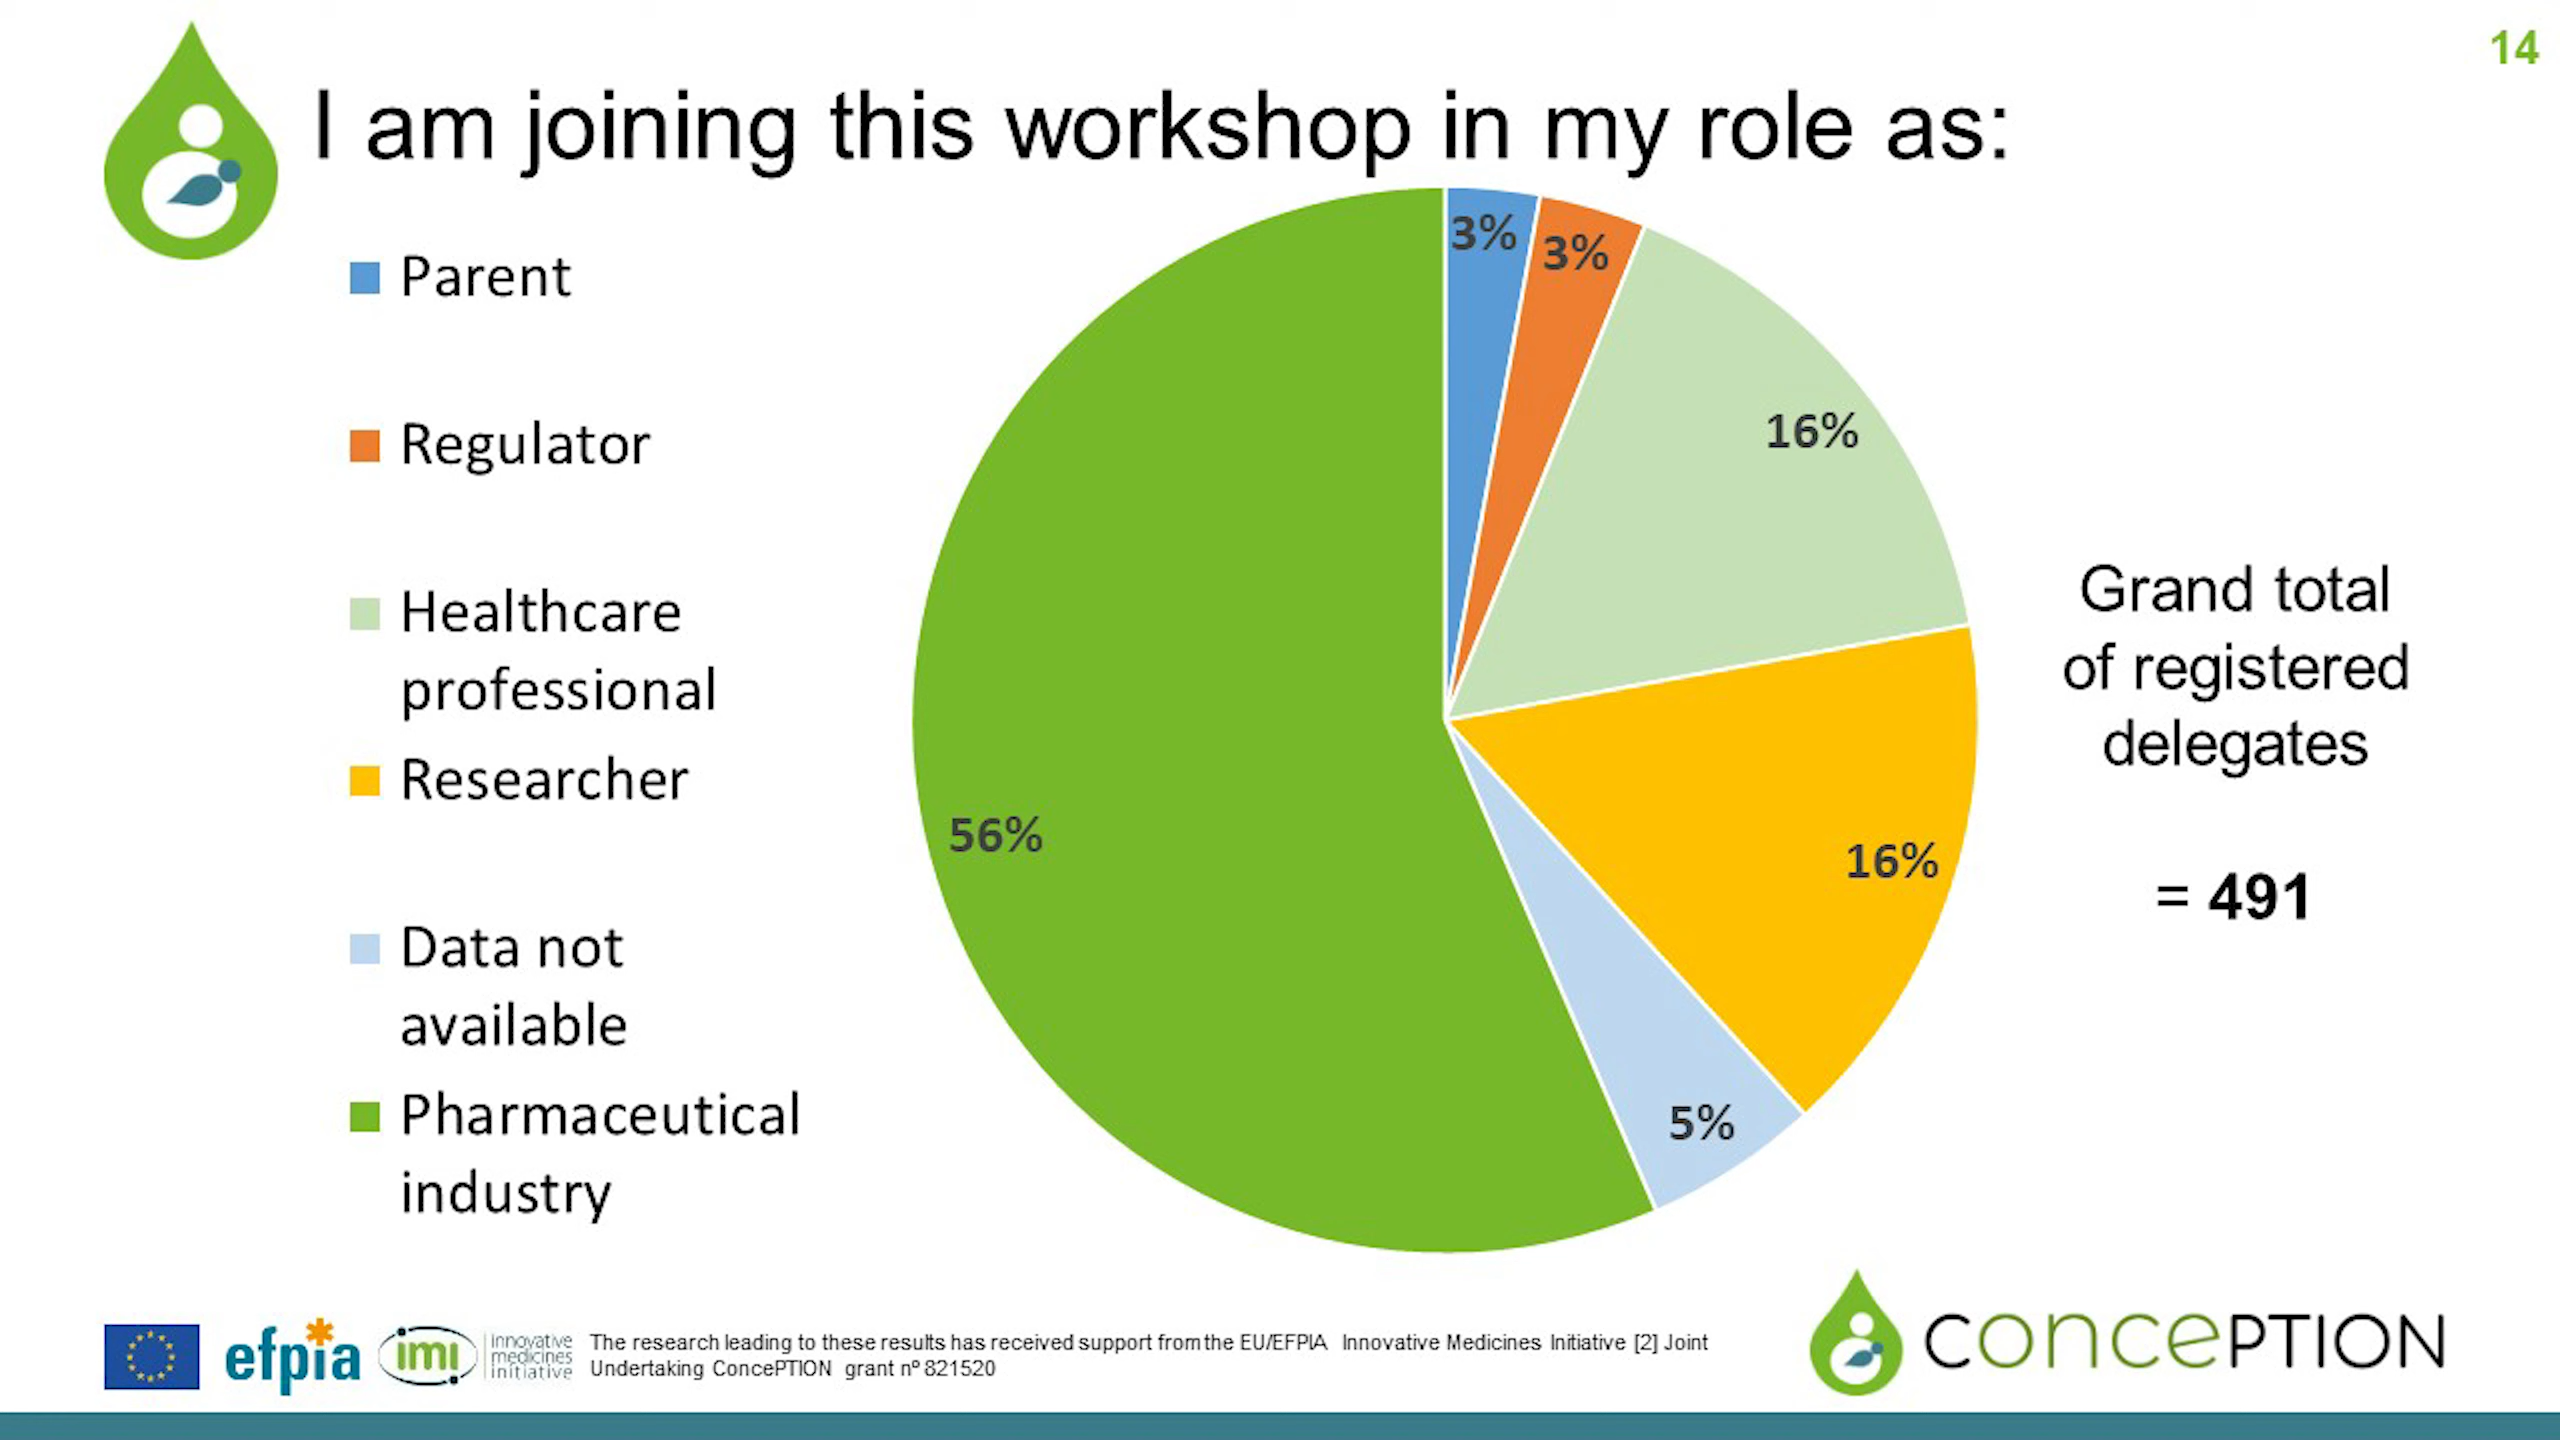 14
I am joining this workshop in my role as:
Parent
Regulator
Healthcare
professional
Researcher
Data not
available
Pharmaceutical
industry
3%
3%
16%
16%
5%
56%
Grand total
of registered
delegates
= 491
efpia
imi
innovative
medicines
initiative
The research leading to these results has received support from the EU/EFPIA Innovative Medicines Initiative [2] Joint
Undertaking ConcePTION grant nº 821520
concePTION